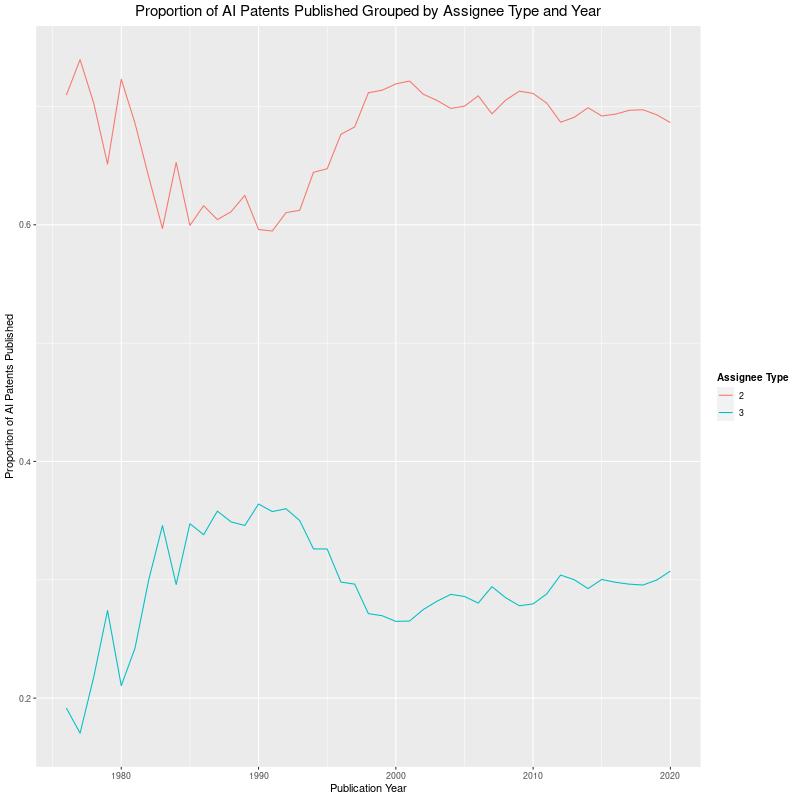 Proportion of AI Patents Published Grouped by Assignee Type and Year
Proportion of AI Patents Published
0.6
0.4
0.2
1980 1990 2000 2010 2020
Publication Year
Assignee Type
2
3